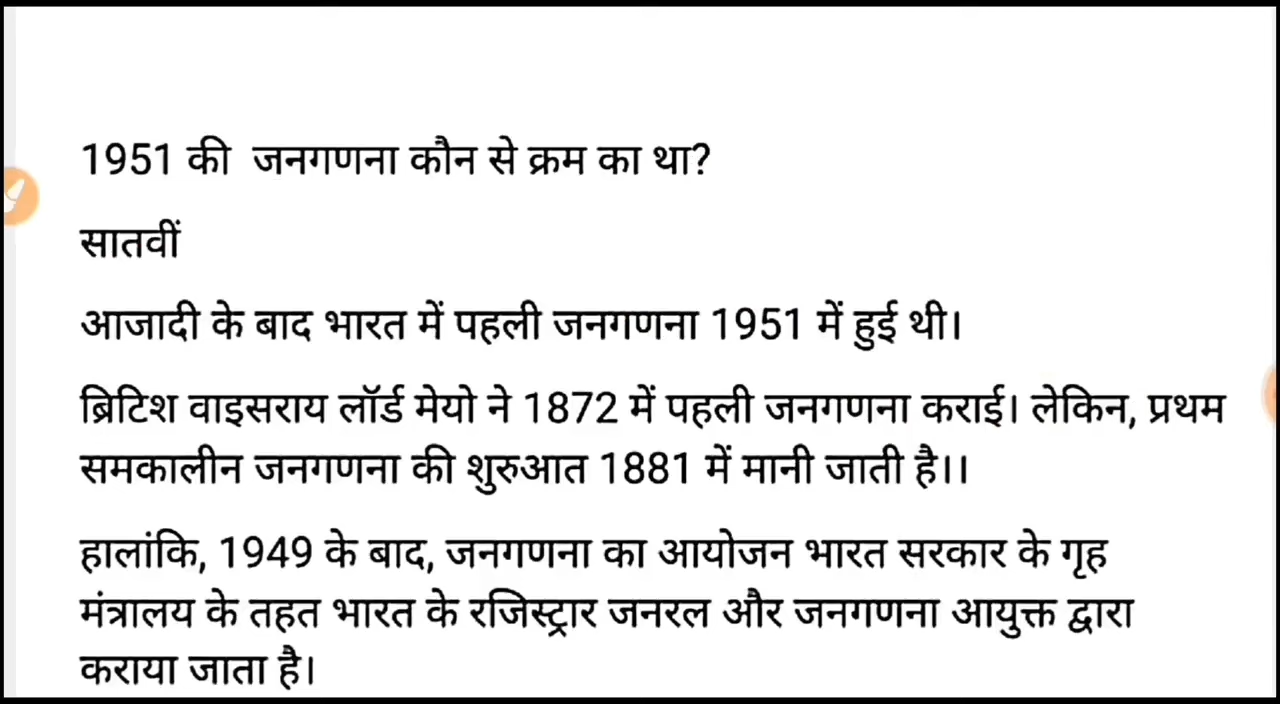 1951 की जनगणना कौन से क्रम का था?
सातवीं
आजादी के बाद भारत में पहली जनगणना 1951 में हुई थी।
ब्रिटिश वाइसराय लॉर्ड मेयो ने 1872 में पहली जनगणना कराई। लेकिन, प्रथम
समकालीन जनगणना की शुरुआत 1881 में मानी जाती है।।
हालांकि, 1949 के बाद, जनगणना का आयोजन भारत सरकार के गृह
मंत्रालय के तहत भारत के रजिस्ट्रार जनरल और जनगणना आयुक्त द्वारा
कराया जाता है।